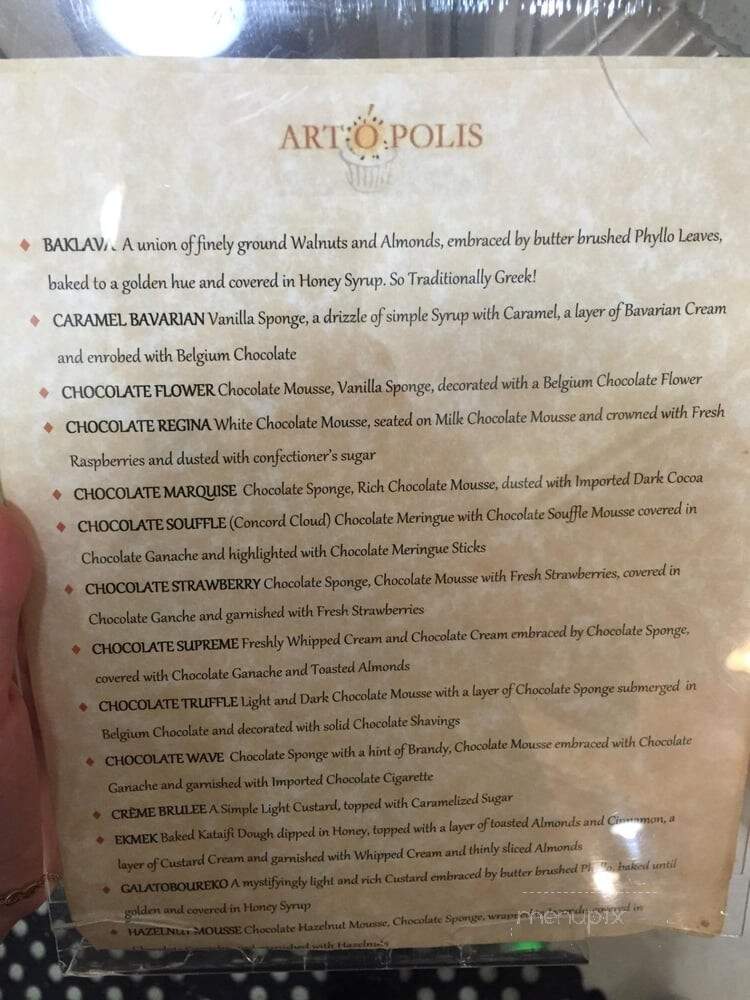 ARTOPOLIS
BAKLAVA A union of finely ground Walnuts and Almonds, embraced by butter brushed Phyllo Leaves,
baked to a golden hue and covered in Honey Syrup. So Traditionally Greek!
CARAMEL BAVARIAN Vanilla Sponge, a drizzle of simple Syrup with Caramel, a layer of Bavarian Cream
and enrobed with Belgium Chocolate
CHOCOLATE FLOWER Chocolate Mousse, Vanilla Sponge, decorated with a Belgium Chocolate Flower
CHOCOLATE REGINA White Chocolate Mousse, seated on Milk Chocolate Mousse and crowned with Fresh
Raspberries and dusted with confectioner's sugar
CHOCOLATE MARQUISE Chocolate Sponge, Rich Chocolate Mousse, dusted with Imported Dark Cocoa
CHOCOLATE SOUFFLE (Concord Cloud) Chocolate Meringue with Chocolate Souffle Mousse covered in
Chocolate Ganache and highlighted with Chocolate Meringue Sticks
CHOCOLATE STRAWBERRY Chocolate Sponge, Chocolate Mousse with Fresh Strawberries, covered in
Chocolate Ganche and garnished with Fresh Strawberries
CHOCOLATE SUPREME Freshly Whipped Cream and Chocolate Cream embraced by Chocolate Sponge,
covered with Chocolate Ganache and Toasted Almonds
CHOCOLATE TRUFFLE Light and Dark Chocolate Mousse with a layer of Chocolate Sponge submerged in
Belgium Chocolate and decorated with solid Chocolate Shavings
CHOCOLATE WAVE Chocolate Sponge with a hint of Brandy, Chocolate Mousse embraced with Chocolate
Ganache and garnished with Imported Chocolate Cigarette
CRÈME BRULEE A Simple Light Custard, topped with Caramelized Sugar
EKMEK Baked Kataifi Dough dipped in Honey, topped with a layer of toasted Almonds and Cinnamon, a
layer of Custard Cream and garnished with Whipped Cream and thinly sliced Almonds
GALATOBOUREKO A mystifyingly light and rich Custard embraced by butter brushed Phyllo, baked until
golden and covered in Honey Syrup
menupix
HAZELNUT MOUSSE Chocolate Hazelnut Mousse, Chocolate Sponge, covered in
garnished with Hazelnuts